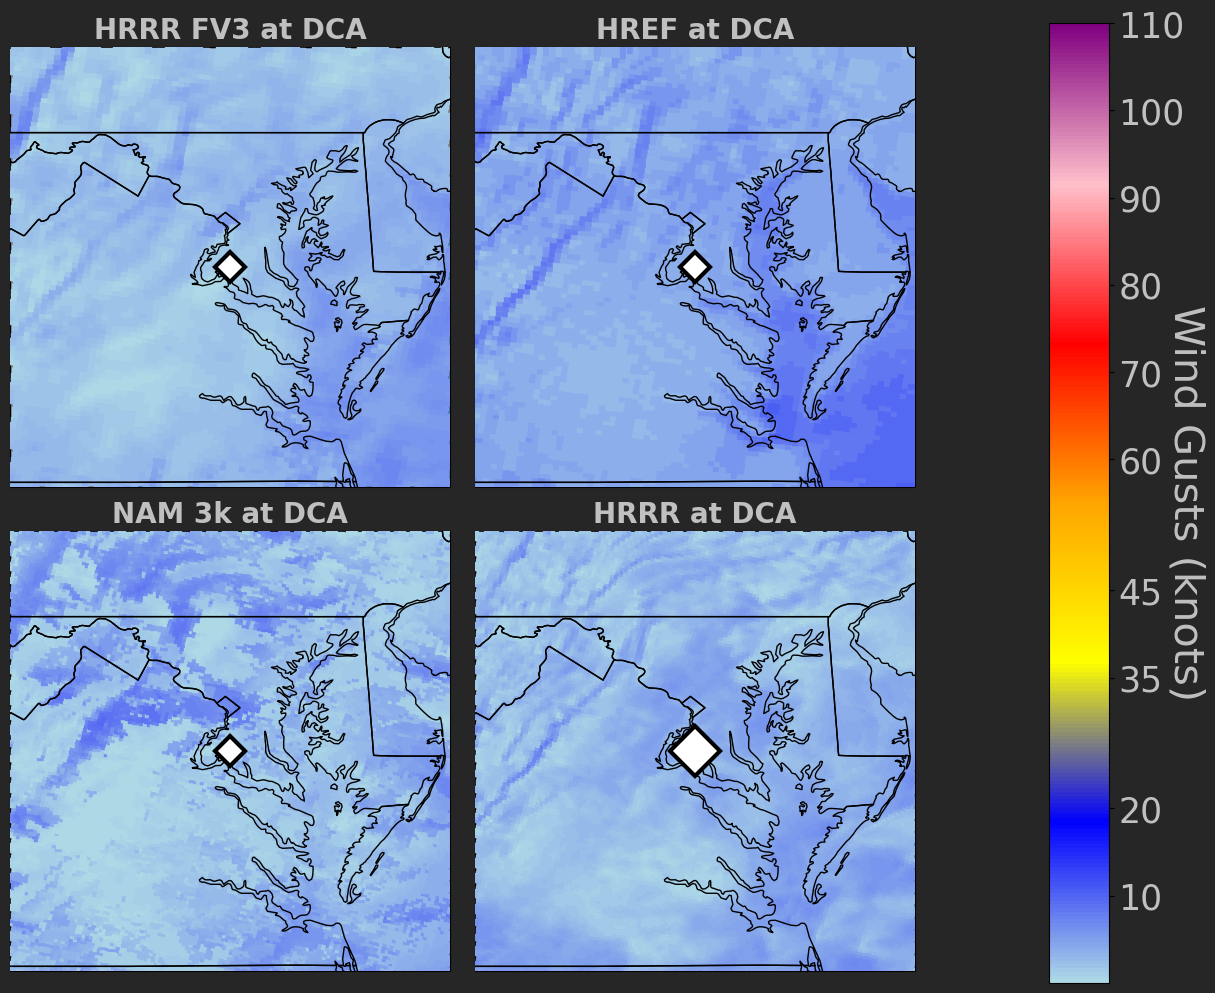 HRRR FV3 at DCA
HREF at DCA
NAM 3k at DCA
HRRR at DCA
110
100
90
80
70
60
45
35
20
10
Wind Gusts (knots)